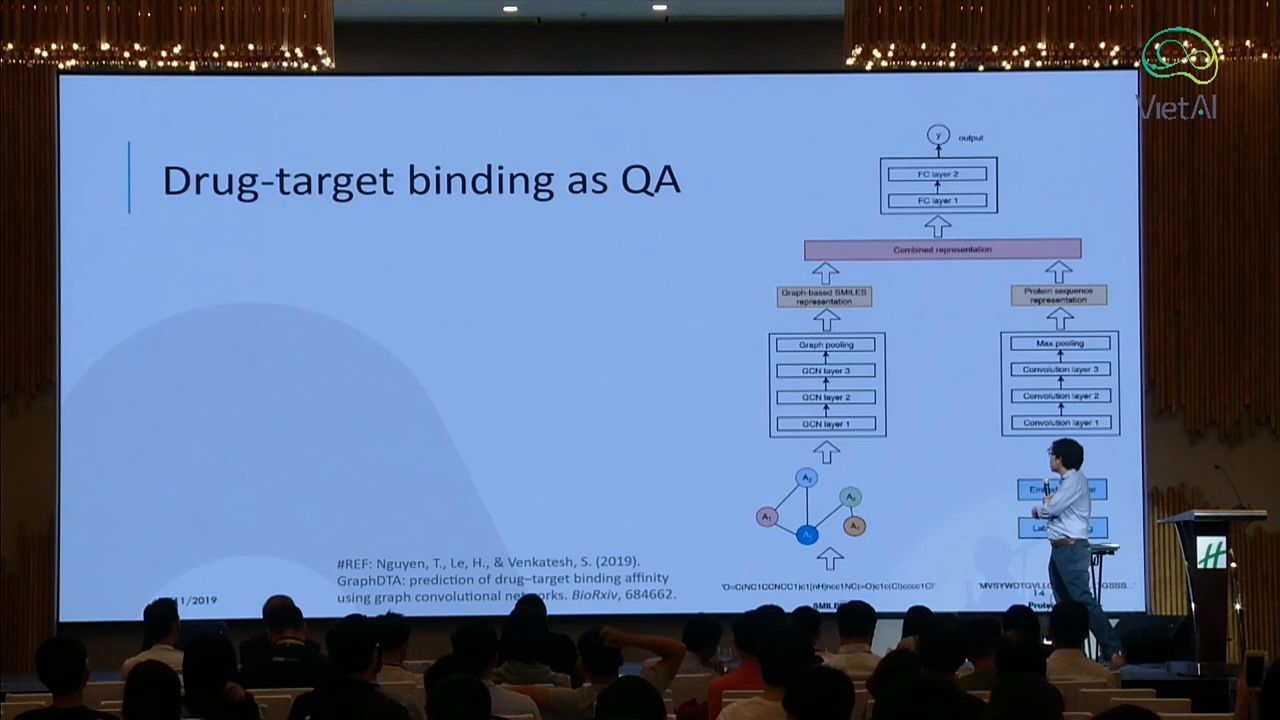 VietAI
Drug-target binding as QA
y output
FC layer 2
FC layer 1
Combined representation
Graph-based SMILES
representation
Protein sequence
representation
Graph pooling
GCN layer 3
GCN layer 2
GCN layer 1
Max pooling
Convolution layer 3
Convolution layer 2
Convolution layer 1
#REF: Nguyen, T., Le, H., & Venkatesh, S. (2019).
GraphDTA: prediction of drug–target binding affinity
using graph convolutional networks. BioRxiv, 684662.
1/2019
14
SMILES